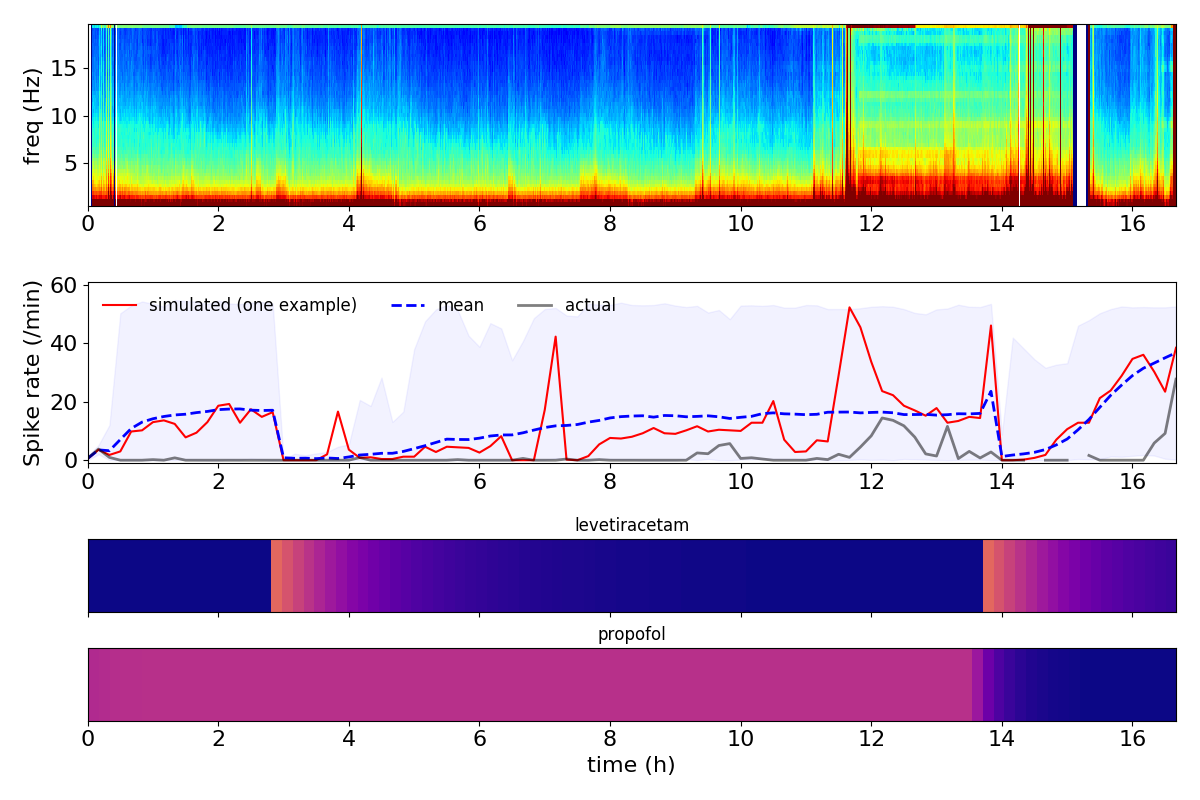 freq (Hz)
15
10
5
0 2 4 6 8 10 12 14 16
Spike rate (/min)
60
40
20
0
simulated (one example) mean actual
0 2 4 6 8 10 12 14 16
levetiracetam
propofol
0 2 4 6 8 10 12 14 16
time (h)